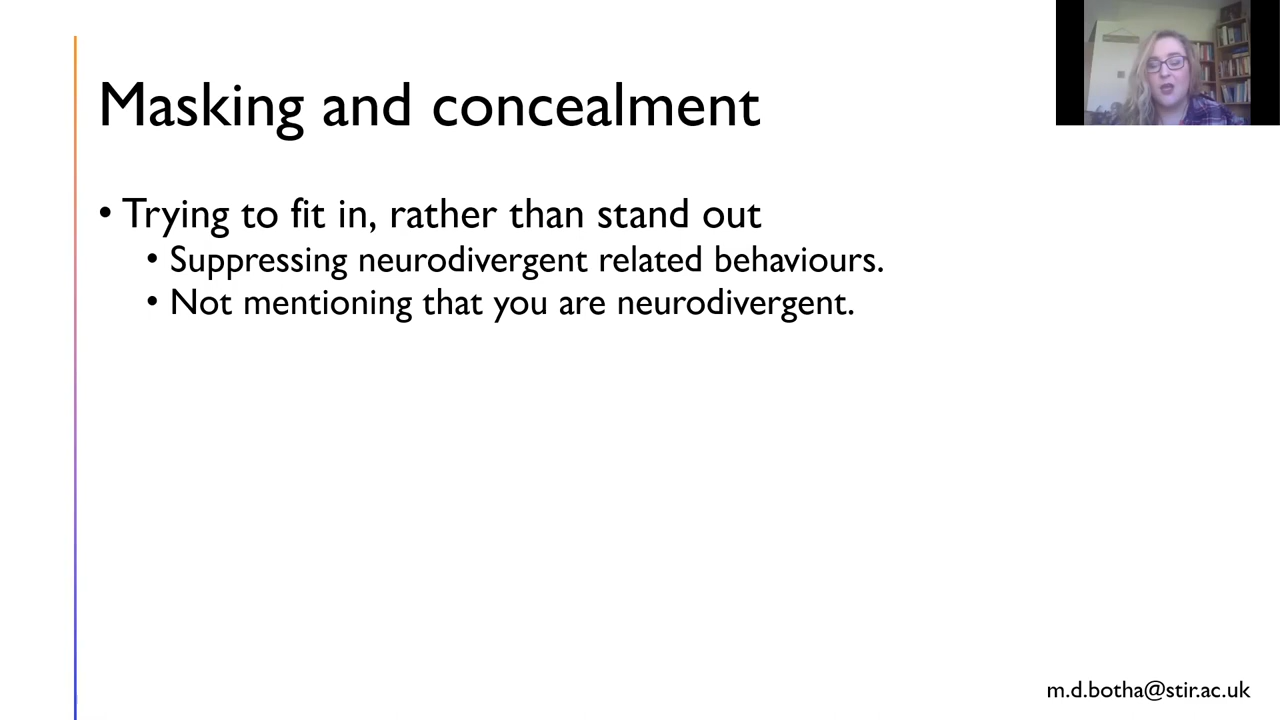 Masking and concealment
• Trying to fit in, rather than stand out
• Suppressing neurodivergent related behaviours.
• Not mentioning that you are neurodivergent.
m.d.botha@stir.ac.uk